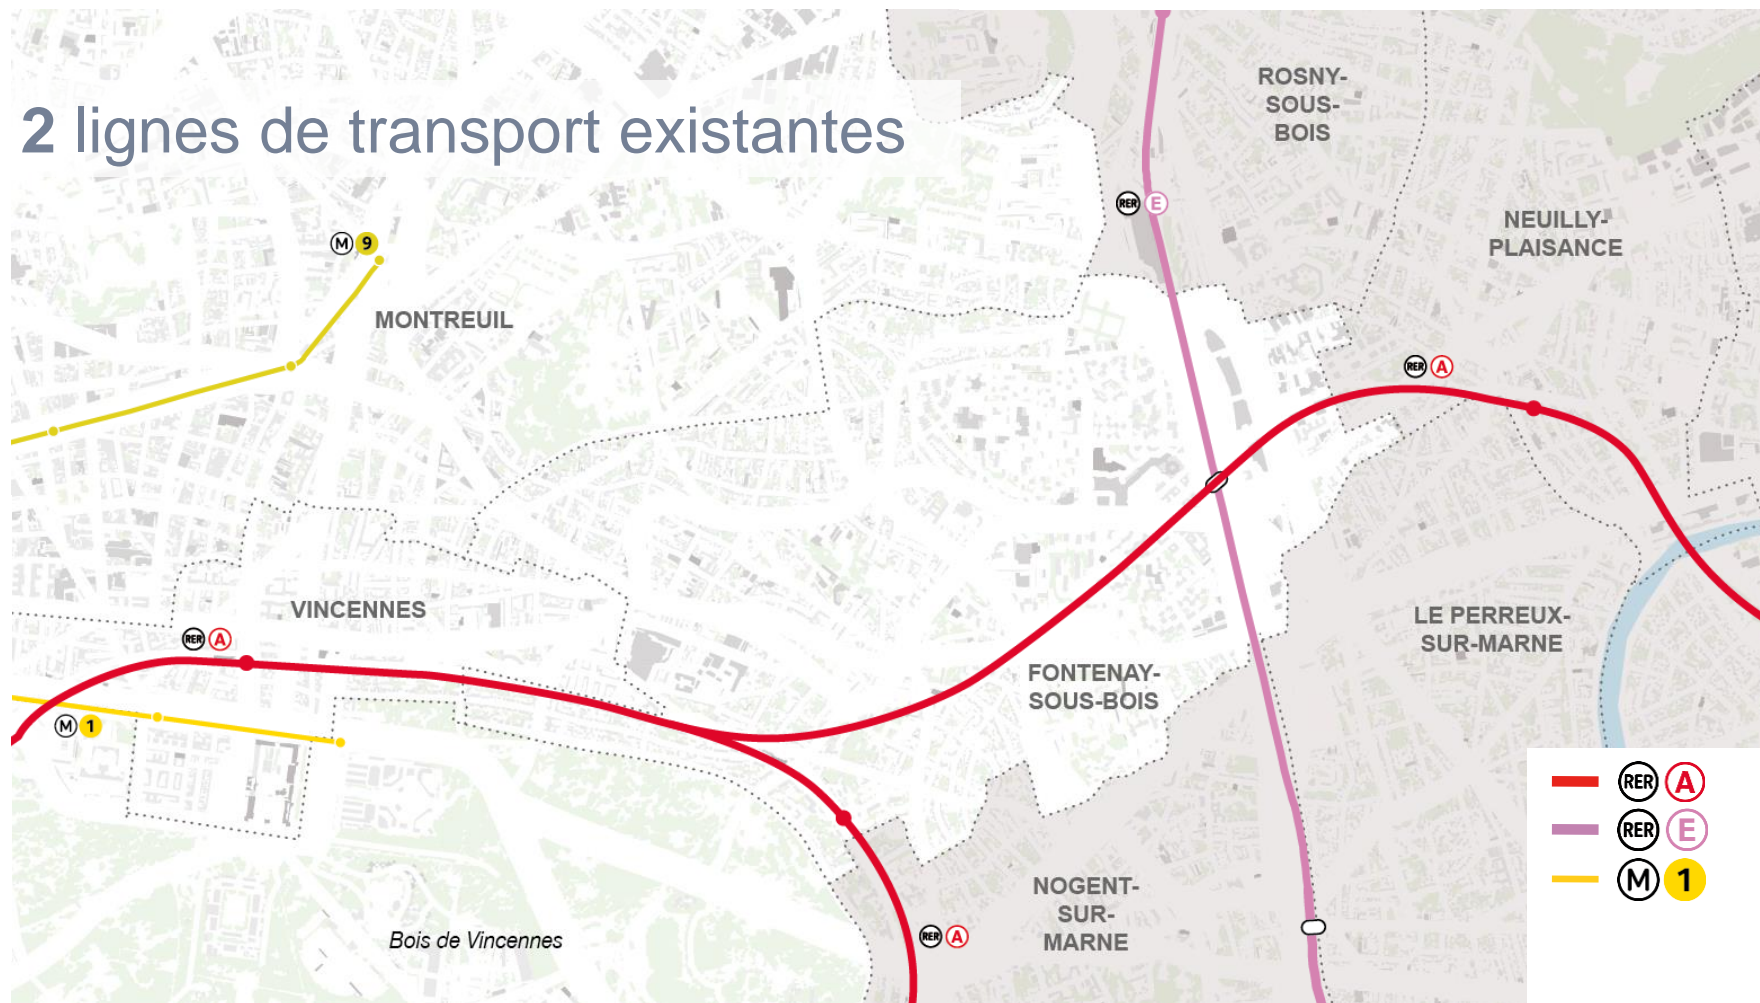 2 lignes de transport existantes
ROSNY-
SOUS-
BOIS
RER E
NEUILLY-
PLAISANCE
M 9
MONTREUIL
RER A
VINCENNES
RER A
M 1
FONTENAY-
SOUS-BOIS
LE PERREUX-
SUR-MARNE
NOGENT-
SUR-
MARNE
RER A
Bois de Vincennes
RER A
RER E
M 1